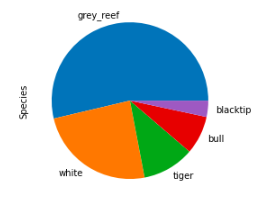 grey_reef
Species
blacktip
bull
tiger
white